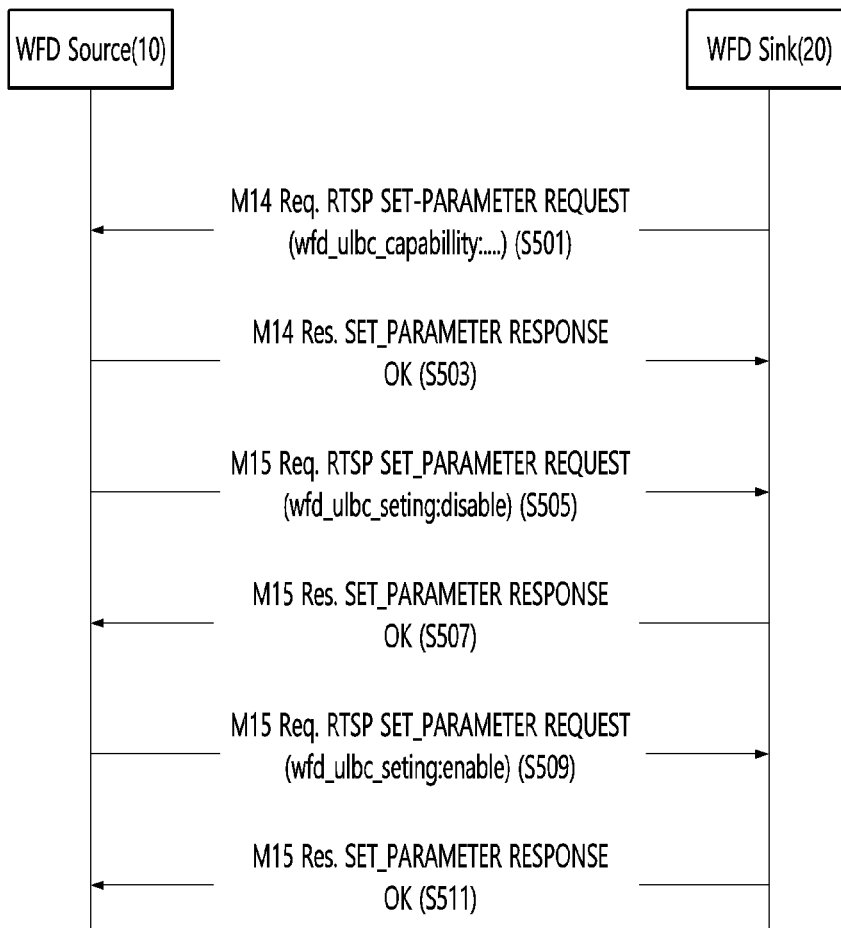 WFD Source(10)
WFD Sink(20)
M14 Req. RTSP SET-PARAMETER REQUEST
(wfd_ulbc_capabillity:....) (S501)
M14 Res. SET_PARAMETER RESPONSE
OK (S503)
M15 Req. RTSP SET_PARAMETER REQUEST
(wfd_ulbc_seting:disable) (S505)
M15 Res. SET_PARAMETER RESPONSE
OK (S507)
M15 Req. RTSP SET_PARAMETER REQUEST
(wfd_ulbc_seting:enable) (S509)
M15 Res. SET_PARAMETER RESPONSE
OK (S511)